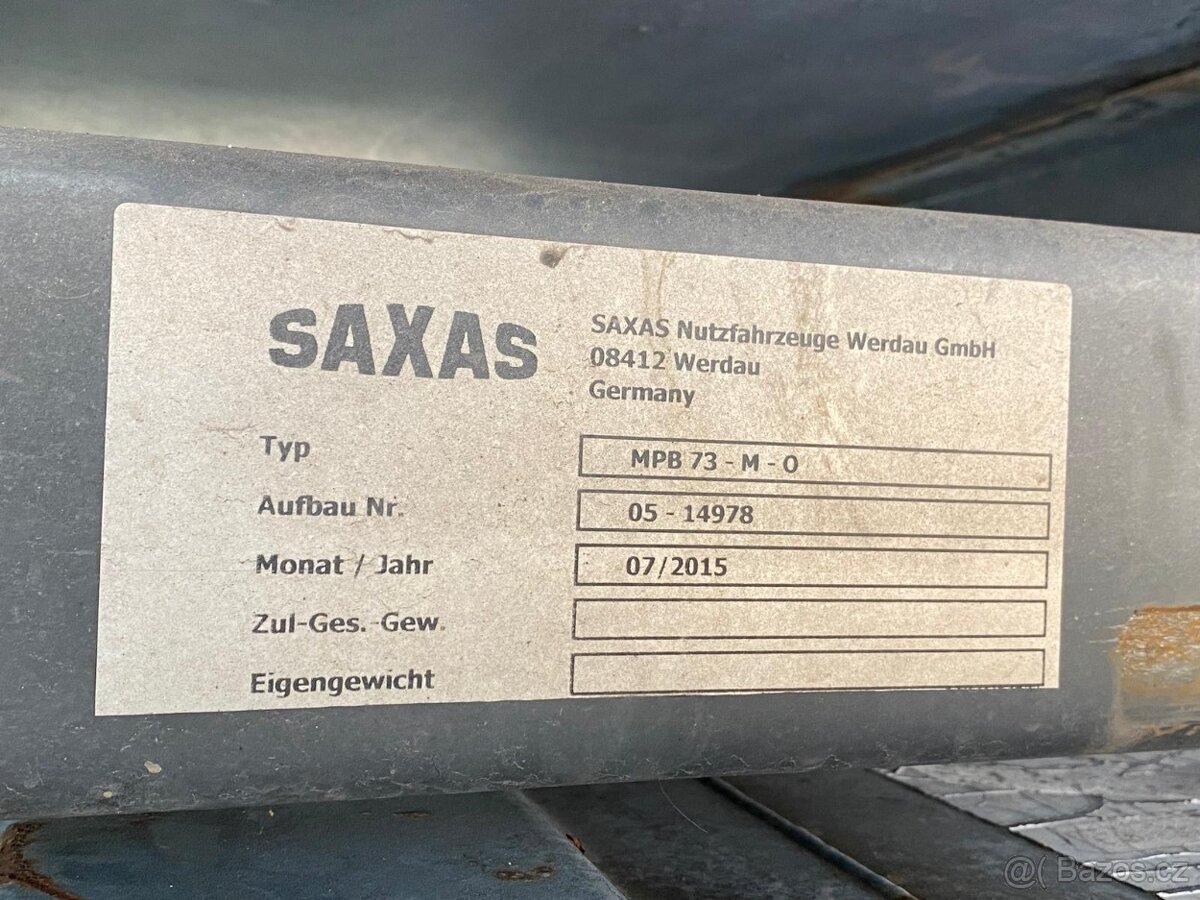 SAXAS
SAXAS Nutzfahrzeuge Werdau GmbH
08412 Werdau
Germany
Typ MPB 73 - M - O
Aufbau Nr. 05 - 14978
Monat / Jahr 07/2015
Zul-Ges. Gew.
Eigengewicht
@( Bazos.cz